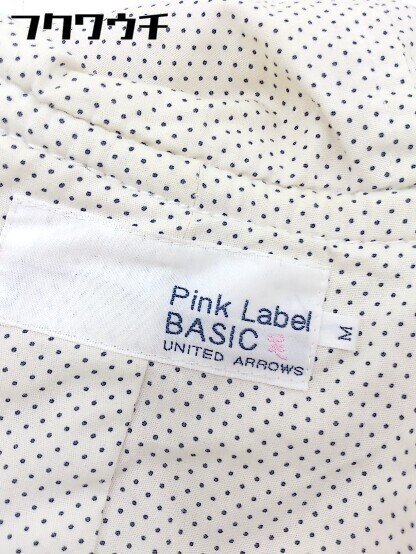 フクワウチ
Pink Label
BASIC
UNITED ARROWS
M